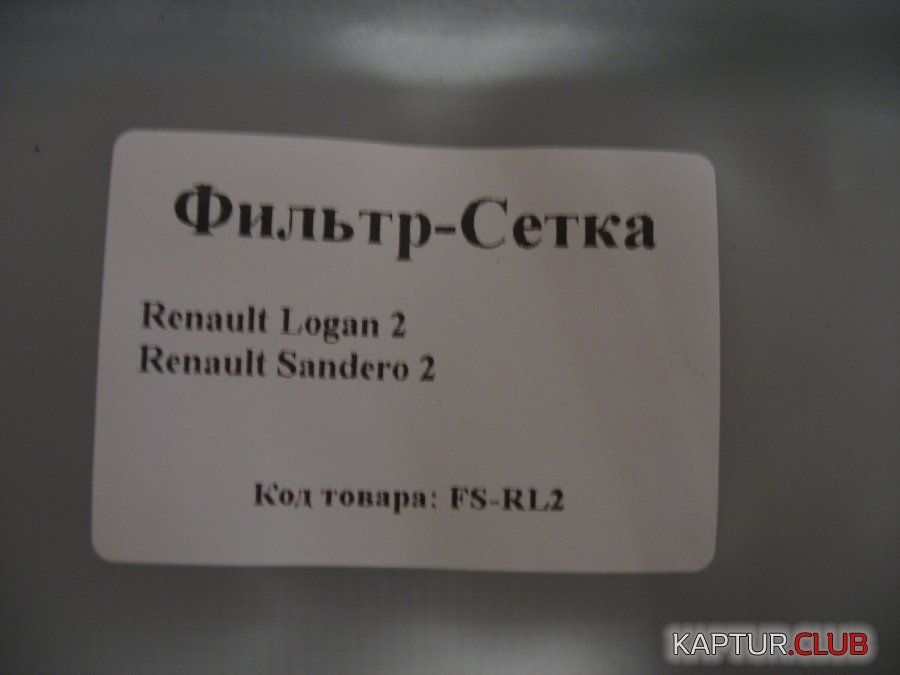 Фильтр-Сетка
Renault Logan 2
Renault Sandero 2
Код товара: FS-RL2
KAPTUR.CLUB